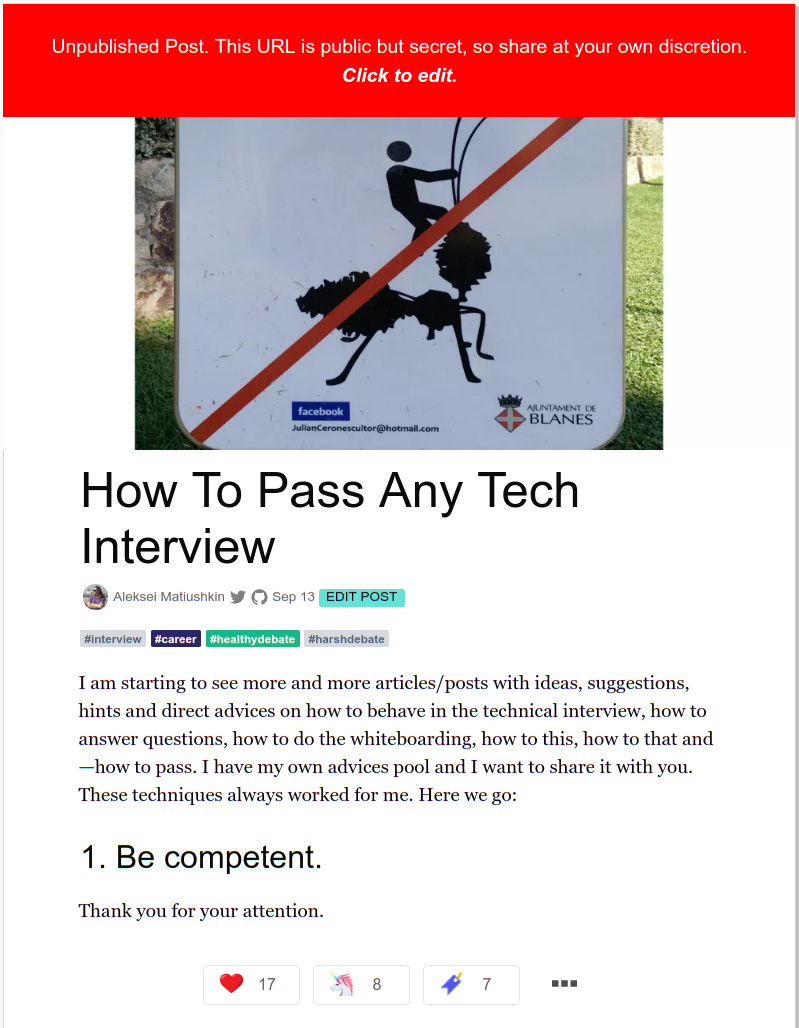 Unpublished Post. This URL is public but secret, so share at your own discretion.
Click to edit.
facebook
JulianCeronescultor@hotmail.com
AJUNTAMENT DE
BLANES
How To Pass Any Tech
Interview
Aleksei Matiushkin Sep 13 EDIT POST
#interview #career #healthydebate #harshdebate
I am starting to see more and more articles/posts with ideas, suggestions,
hints and direct advices on how to behave in the technical interview, how to
answer questions, how to do the whiteboarding, how to this, how to that and
—how to pass. I have my own advices pool and I want to share it with you.
These techniques always worked for me. Here we go:
1. Be competent.
Thank you for your attention.
17 8 7